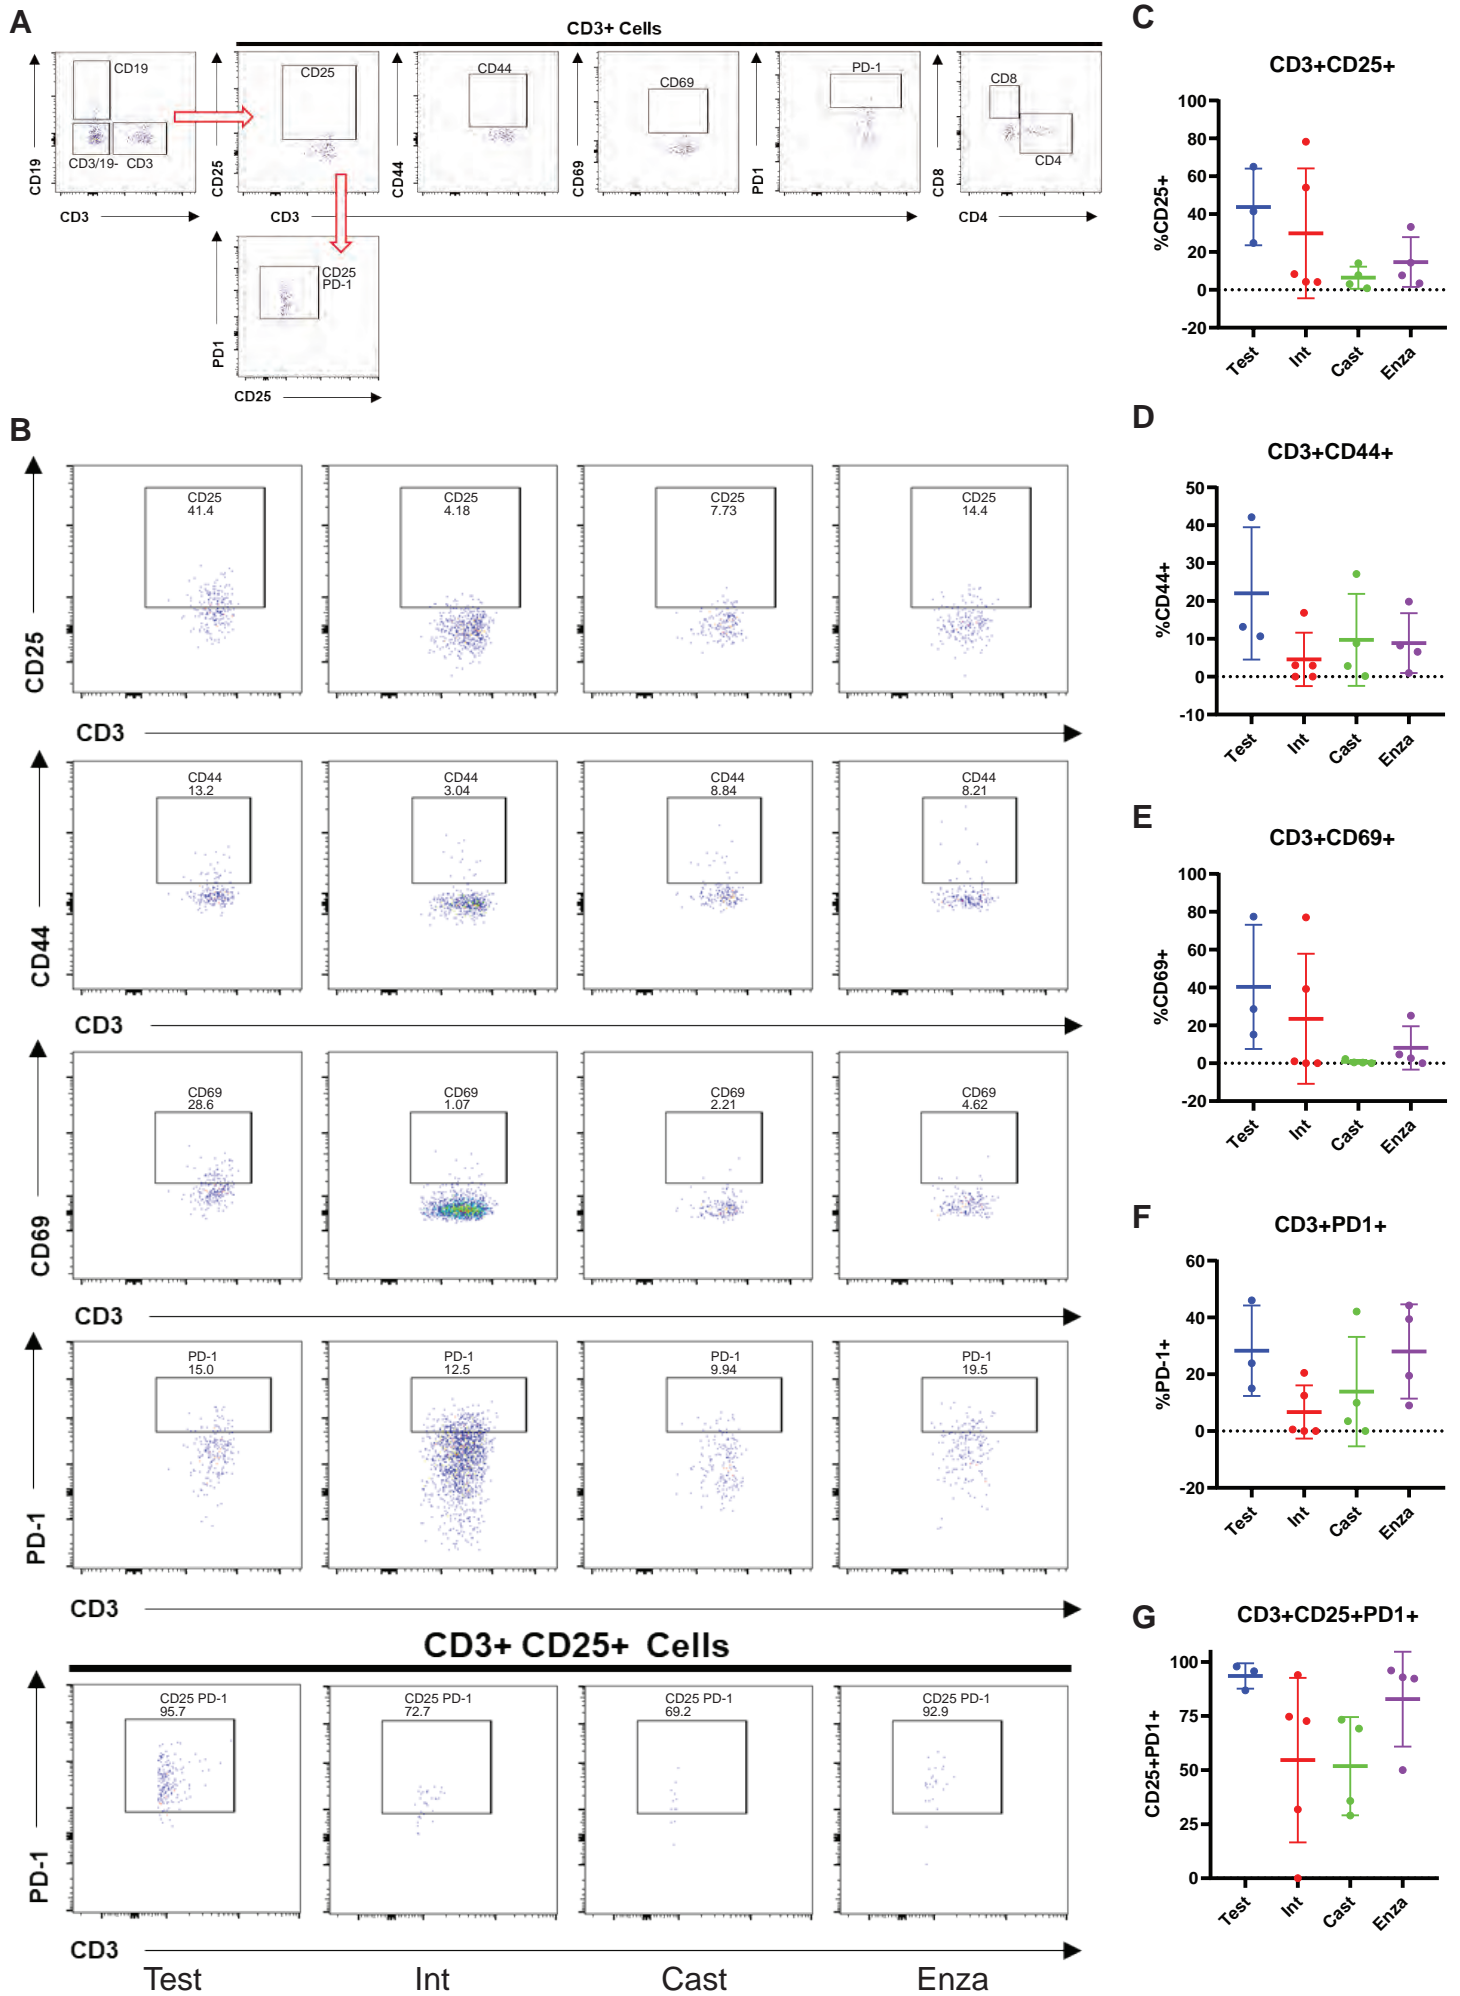 A
CD3+ Cells
CD19
CD3/19-
CD3
CD19
CD3
CD25
CD25
CD44
CD44
CD69
CD69
PD-1
PD1
CD8
CD4
CD8
CD3
CD4
CD25
PD-1
PD1
CD25
B
CD25
41.4
CD25
4.18
CD25
7.73
CD25
14.4
CD25
CD3
CD44
13.2
CD44
3.04
CD44
8.84
CD44
8.21
CD44
CD3
CD69
28.6
CD69
1.07
CD69
2.21
CD69
4.62
CD69
CD3
PD-1
15.0
PD-1
12.5
PD-1
9.94
PD-1
19.5
PD-1
CD3
CD3+ CD25+ Cells
CD25 PD-1
95.7
CD25 PD-1
72.7
CD25 PD-1
69.2
CD25 PD-1
92.9
PD-1
CD3
Test Int Cast Enza
C
CD3+CD25+
100
80
60
40
20
0
-20
%CD25+
Test Int Cast Enza
D
CD3+CD44+
50
40
30
20
10
0
-10
%CD44+
Test Int Cast Enza
E
CD3+CD69+
100
80
60
40
20
0
-20
%CD69+
Test Int Cast Enza
F
CD3+PD1+
60
40
20
0
-20
%PD-1+
Test Int Cast Enza
G
CD3+CD25+PD1+
100
75
50
25
0
CD25+PD1+
Test Int Cast Enza